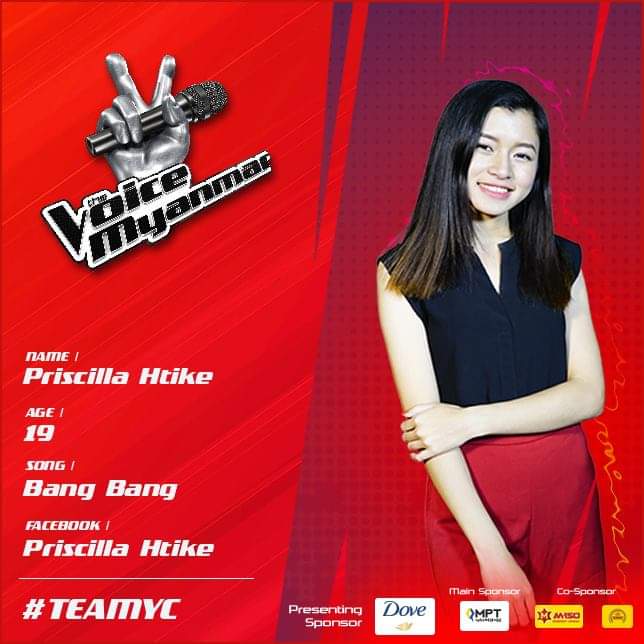 The
Voice
Myanmar
NAME |
Priscilla Htike
AGE |
19
SONG |
Bang Bang
FACEBOOK |
Priscilla Htike
#TEAMYC
Presenting
Sponsor
Dove
Main Sponsor
MPT
Co-Sponsor